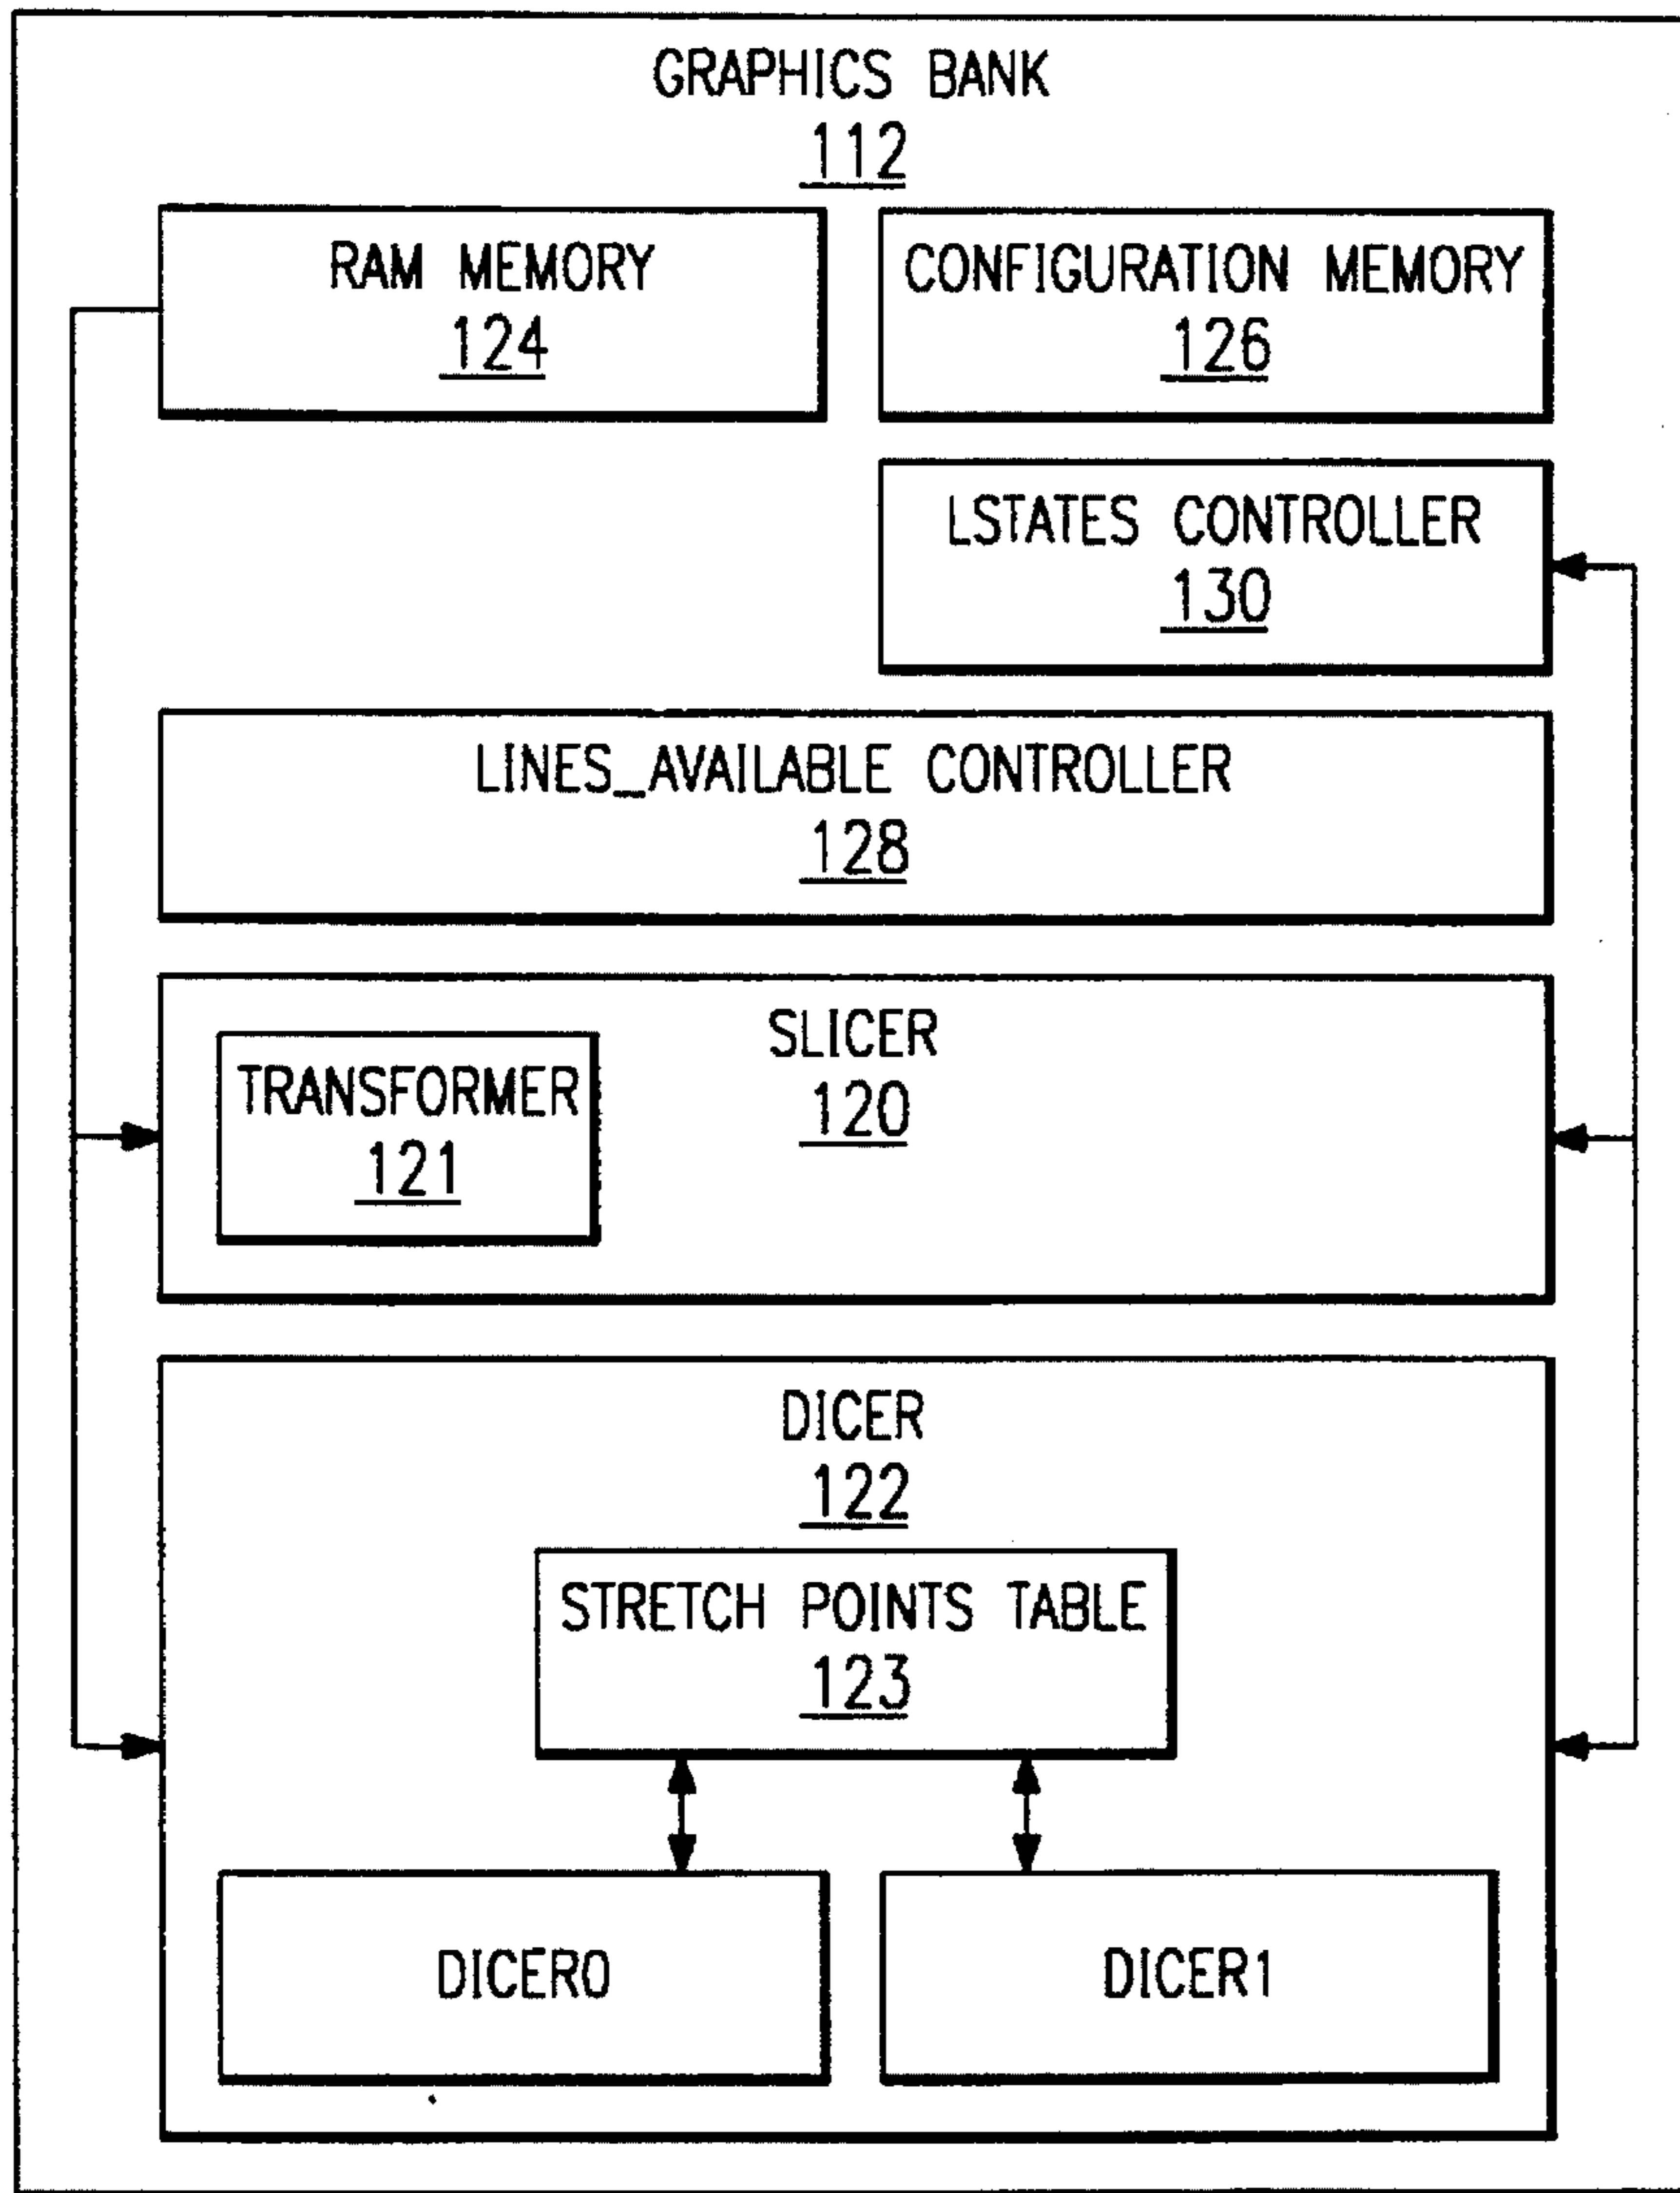 GRAPHICS BANK
112
RAM MEMORY
124
CONFIGURATION MEMORY
126
LSTATES CONTROLLER
130
LINES_AVAILABLE CONTROLLER
128
SLICER
120
TRANSFORMER
121
DICER
122
STRETCH POINTS TABLE
123
DICER0
DICER1